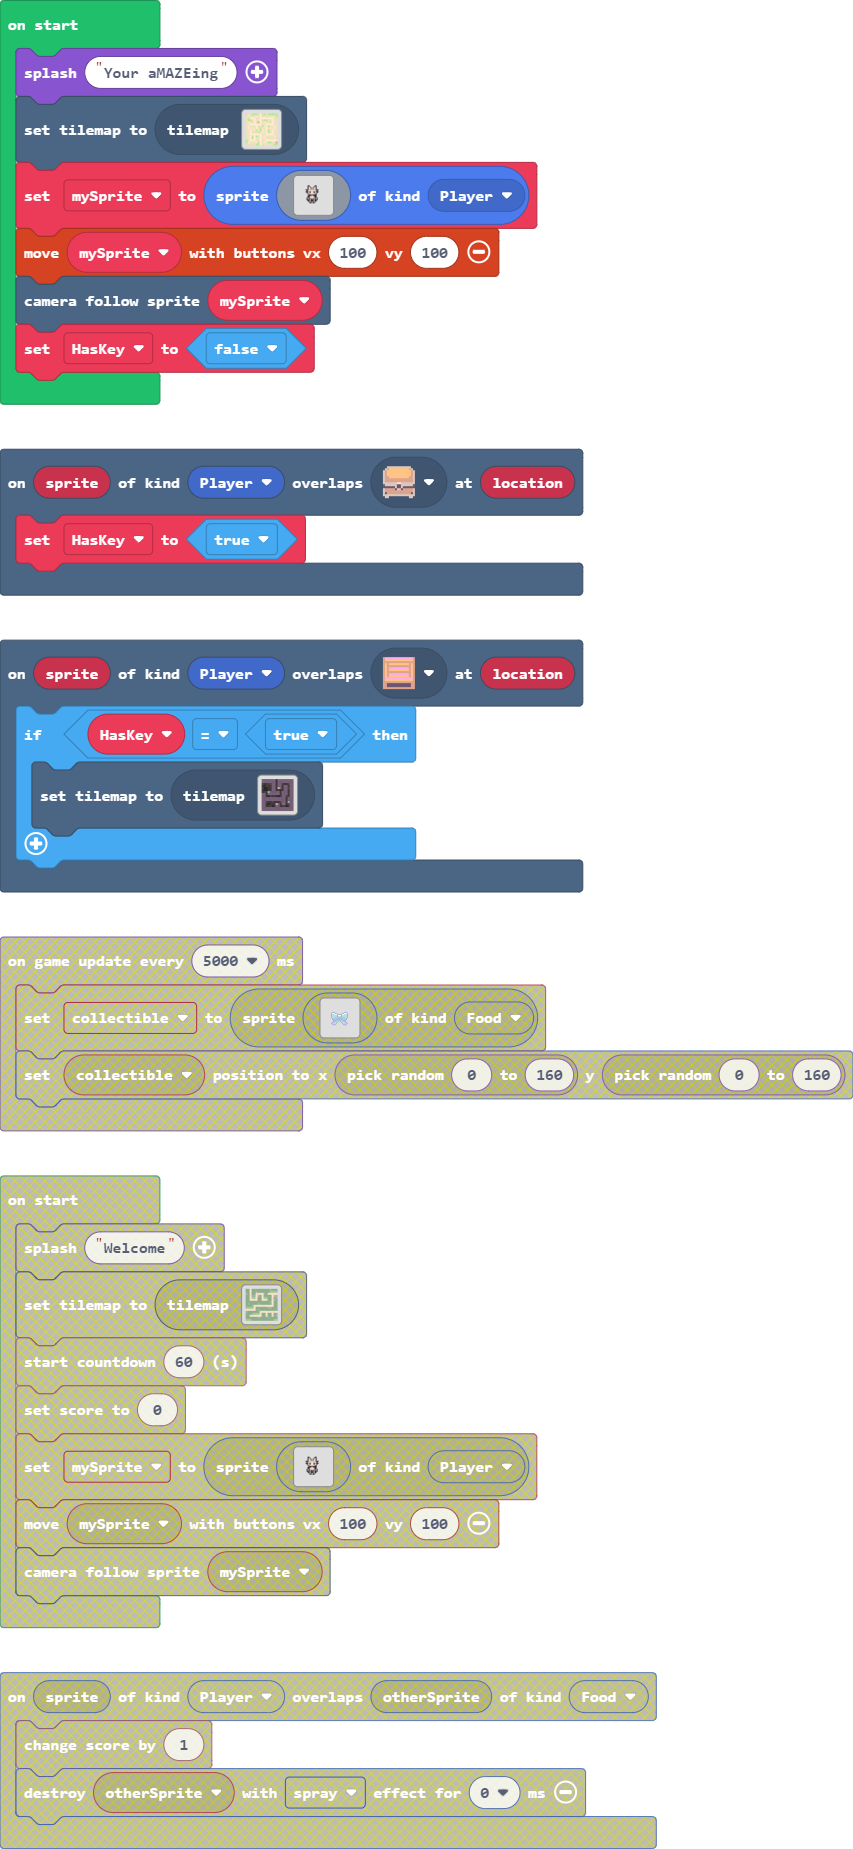 on start
splash "Your aMAZEing"
set tilemap to tilemap
set mySprite to sprite of kind Player
move mySprite with buttons vx 100 vy 100
camera follow sprite mySprite
set HasKey to false
on sprite of kind Player overlaps at location
set HasKey to true
on sprite of kind Player overlaps at location
if HasKey = true then
set tilemap to tilemap
on game update every 5000 ms
set collectible to sprite of kind Food
set collectible position to x pick random 0 to 160 y pick random 0 to 160
on start
splash "Welcome"
set tilemap to tilemap
start countdown 60 (s)
set score to 0
set mySprite to sprite of kind Player
move mySprite with buttons vx 100 vy 100
camera follow sprite mySprite
on sprite of kind Player overlaps otherSprite of kind Food
change score by 1
destroy otherSprite with spray effect for 0 ms